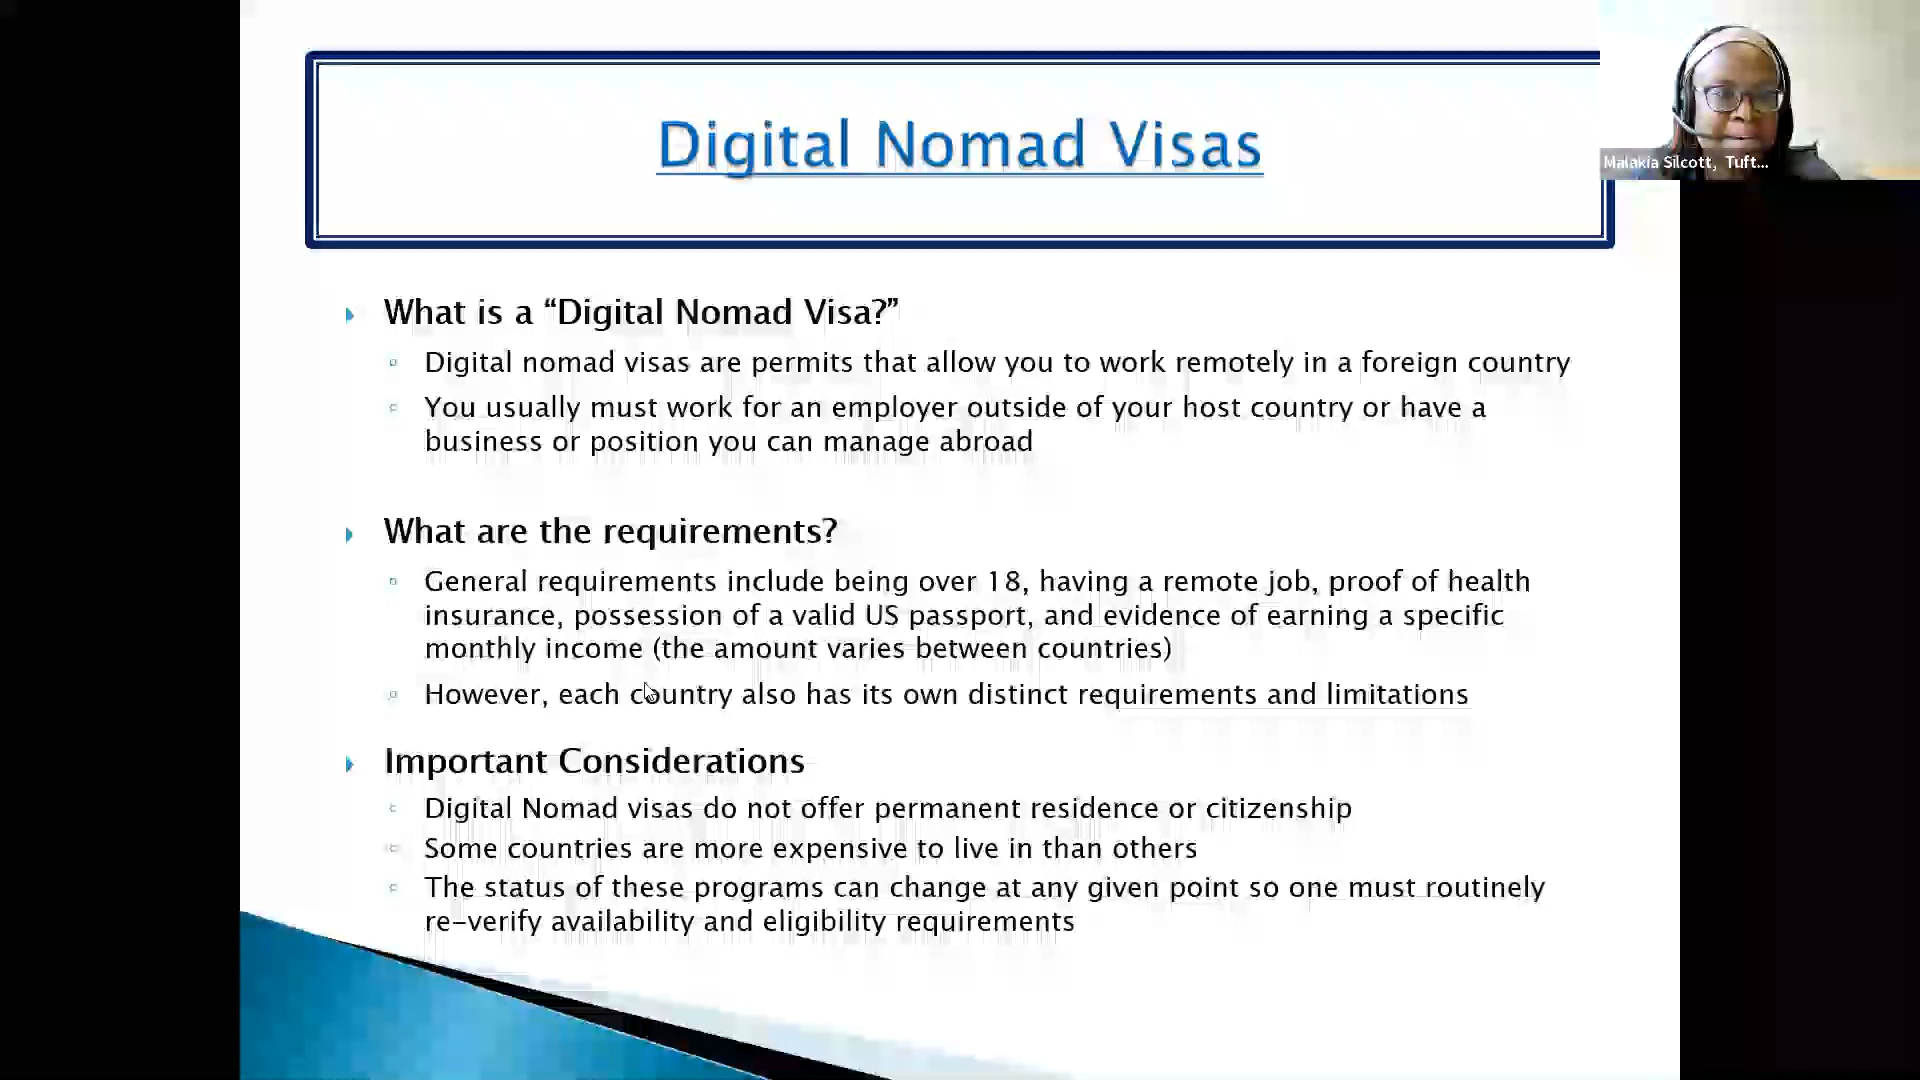 Digital Nomad Visas
Malakia Silcott, Tuft...
What is a “Digital Nomad Visa?”
Digital nomad visas are permits that allow you to work remotely in a foreign country
You usually must work for an employer outside of your host country or have a
business or position you can manage abroad
What are the requirements?
General requirements include being over 18, having a remote job, proof of health
insurance, possession of a valid US passport, and evidence of earning a specific
monthly income (the amount varies between countries)
However, each country also has its own distinct requirements and limitations
Important Considerations
Digital Nomad visas do not offer permanent residence or citizenship
Some countries are more expensive to live in than others
The status of these programs can change at any given point so one must routinely
re-verify availability and eligibility requirements